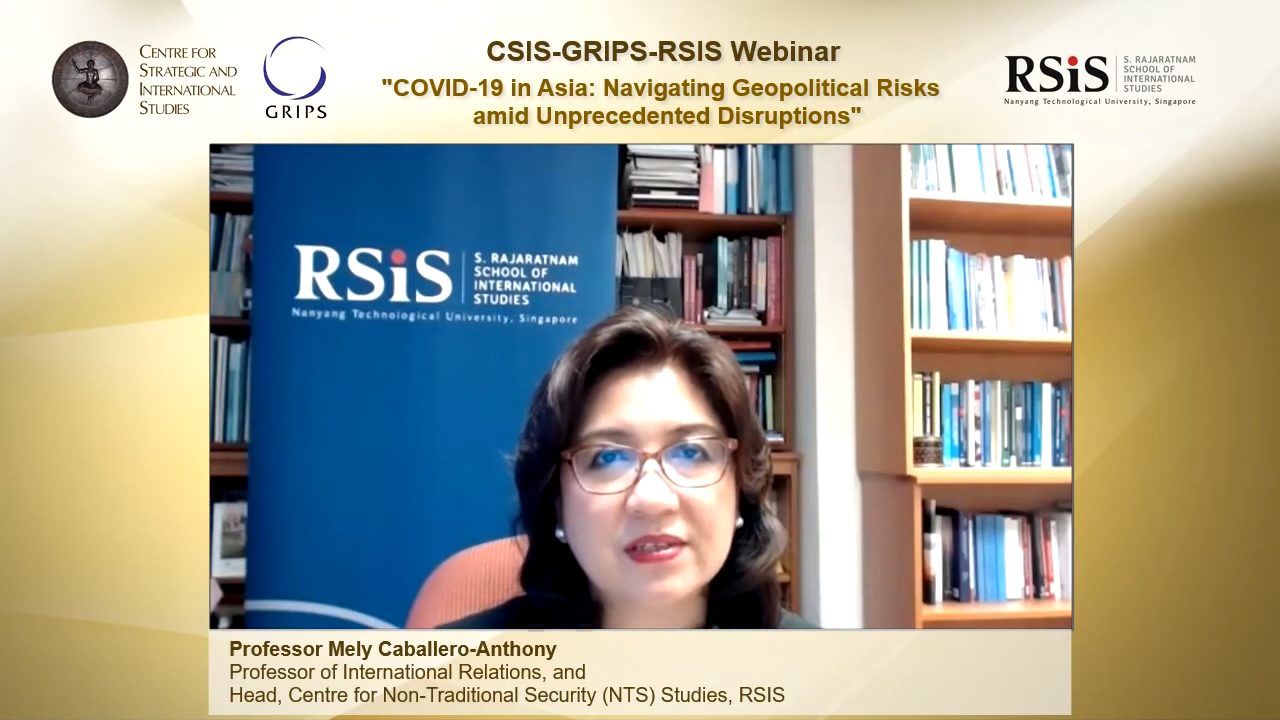 CENTRE FOR
STRATEGIC AND
INTERNATIONAL
STUDIES
GRIPS
CSIS-GRIPS-RSIS Webinar
"COVID-19 in Asia: Navigating Geopolitical Risks
amid Unprecedented Disruptions"
RSiS
S. RAJARATNAM
SCHOOL OF
INTERNATIONAL
STUDIES
Nanyang Technological University, Singapore
RSiS
S. RAJARATNAM
SCHOOL OF
INTERNATIONAL
STUDIES
Nanyang Technological University, Singapore
Professor Mely Caballero-Anthony
Professor of International Relations, and
Head, Centre for Non-Traditional Security (NTS) Studies, RSIS